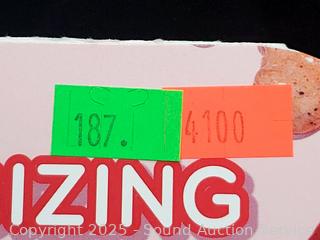 187. 4100
IZING
Copyright 2025 - Sound Auction Service